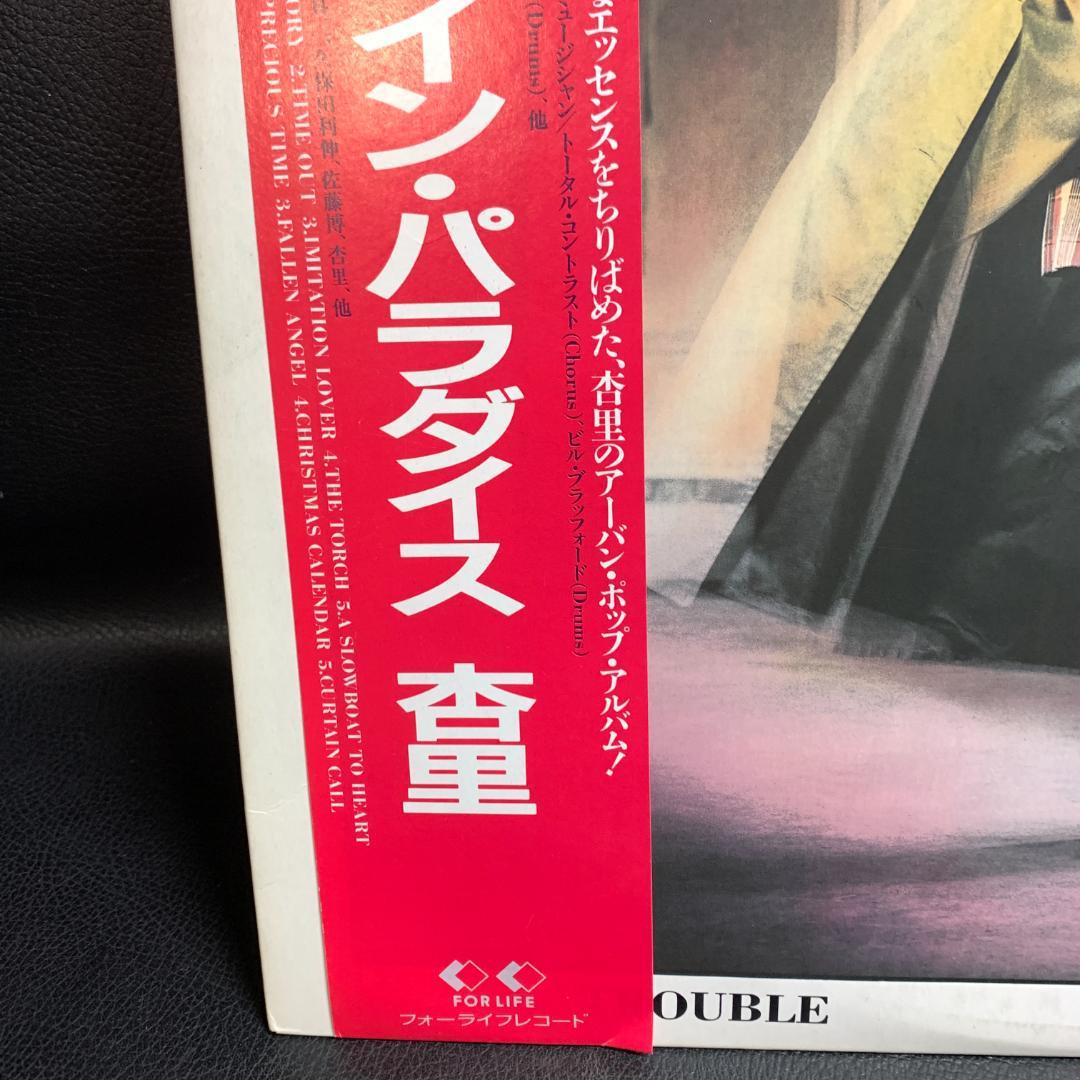 なエッセンスをちりばめた、杏里のアーバン・ポップ・アルバム!
ュージシャン/トータル・コントラスト(Chorus)、ビル・ブラッフォード(Drums)
(Drums)、他
イン・パラダイス 杏里
保田利伸、佐藤博、杏里、他
ORY 2.TIME OUT 3.IMITATION LOVER 4.THE TORCH 5.A SLOWBOAT TO HEART
PRECIOUS TIME 3.FALLEN ANGEL 4.CHRISTMAS CALENDAR 5.CURTAIN CALL
FOR LIFE
フォーライフレコード
OUBLE